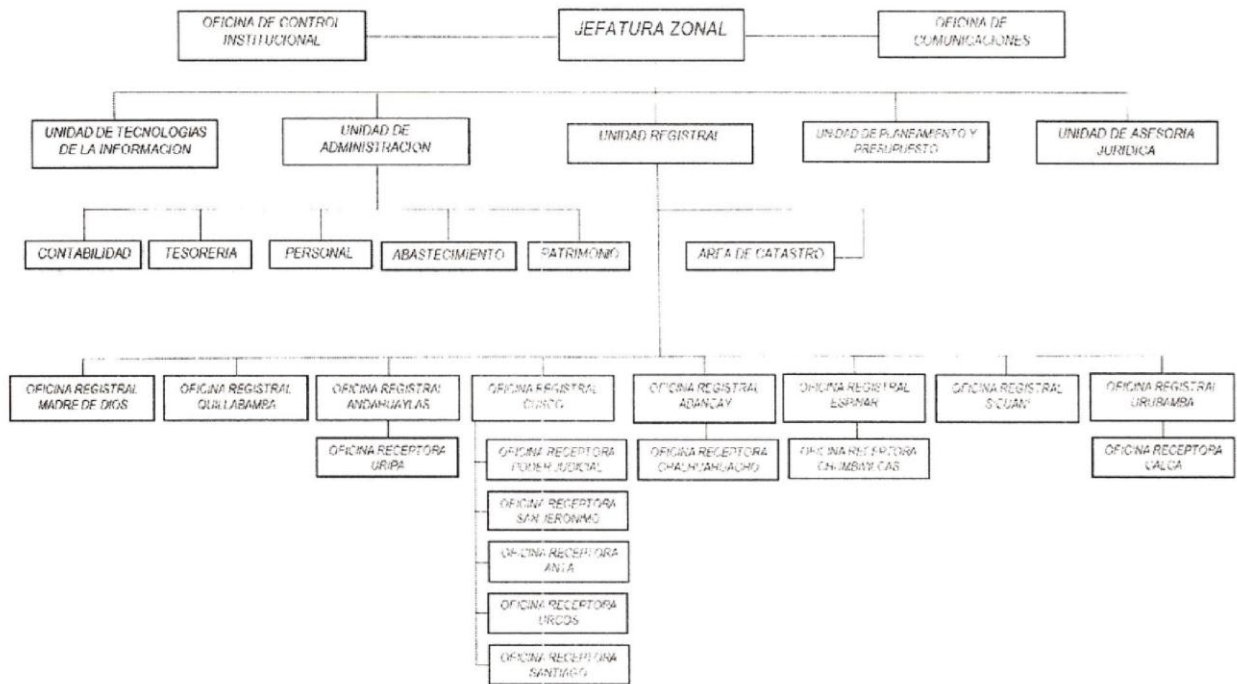 OFICINA DE CONTROL
INSTITUCIONAL
JEFATURA ZONAL
OFICINA DE
COMUNICACIONES
UNIDAD DE TECNOLOGIAS
DE LA INFORMACION
UNIDAD DE
ADMINISTRACION
UNIDAD REGISTRAL
UNIDAD DE PLANEAMIENTO Y
PRESUPUESTO
UNIDAD DE ASESORIA
JURIDICA
CONTABILIDAD
TESORERIA
PERSONAL
ABASTECIMIENTO
PATRIMONIO
AREA DE CATASTRO
OFICINA REGISTRAL
MADRE DE DIOS
OFICINA REGISTRAL
QUILLABAMBA
OFICINA REGISTRAL
ANDAHUAYLAS
OFICINA REGISTRAL
CUSCO
OFICINA REGISTRAL
ABANCAY
OFICINA REGISTRAL
ESPINAR
OFICINA REGISTRAL
SICUANI
OFICINA REGISTRAL
URUBAMBA
OFICINA RECEPTORA
URIPA
OFICINA RECEPTORA
PODER JUDICIAL
OFICINA RECEPTORA
CHALHUAHUACHO
OFICINA RECEPTORA
CHUMBIVILCAS
OFICINA RECEPTORA
CALCA
OFICINA RECEPTORA
SAN JERONIMO
OFICINA RECEPTORA
ANTA
OFICINA RECEPTORA
URCOS
OFICINA RECEPTORA
SANTIAGO